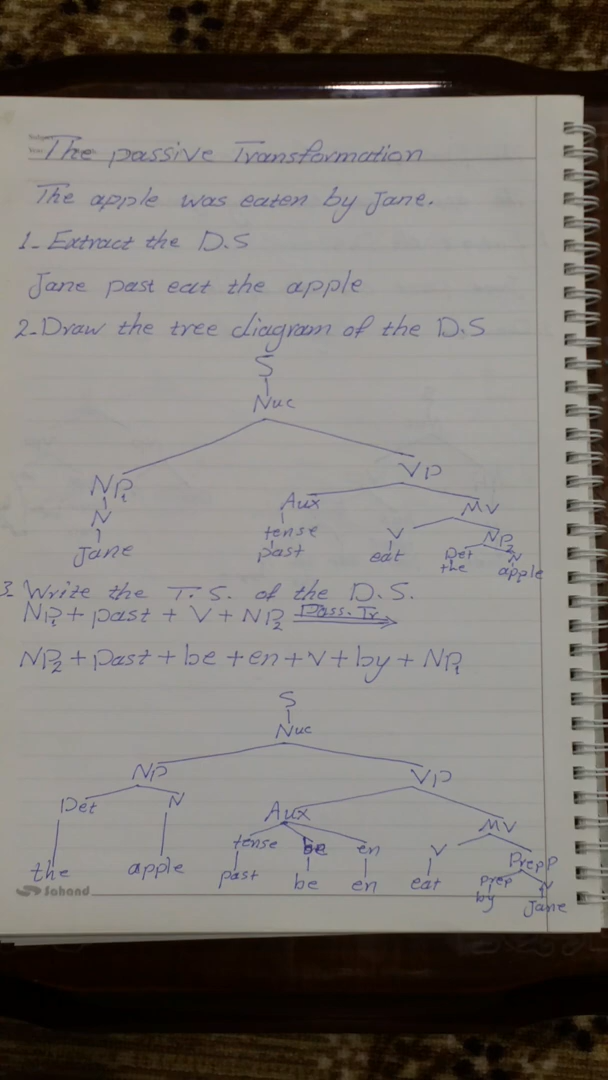 The passive Transformation
The apple was eaten by Jane.
1- Extract the D.S
Jane past eat the apple
2-Draw the tree diagram of the D.S
S
Nuc
NP1 VP
N Aux MV
Jane tense V NP2
past eat Det N
the apple
3- Write the T.S. of the D.S.
NP1 + past + V + NP2 Pass. Tr
NP2 + past + be + en + V + by + NP1
S
Nuc
NP VP
Det N Aux MV
tense be en V Prep P
the apple past be en eat prep N
by Jane
Sahand